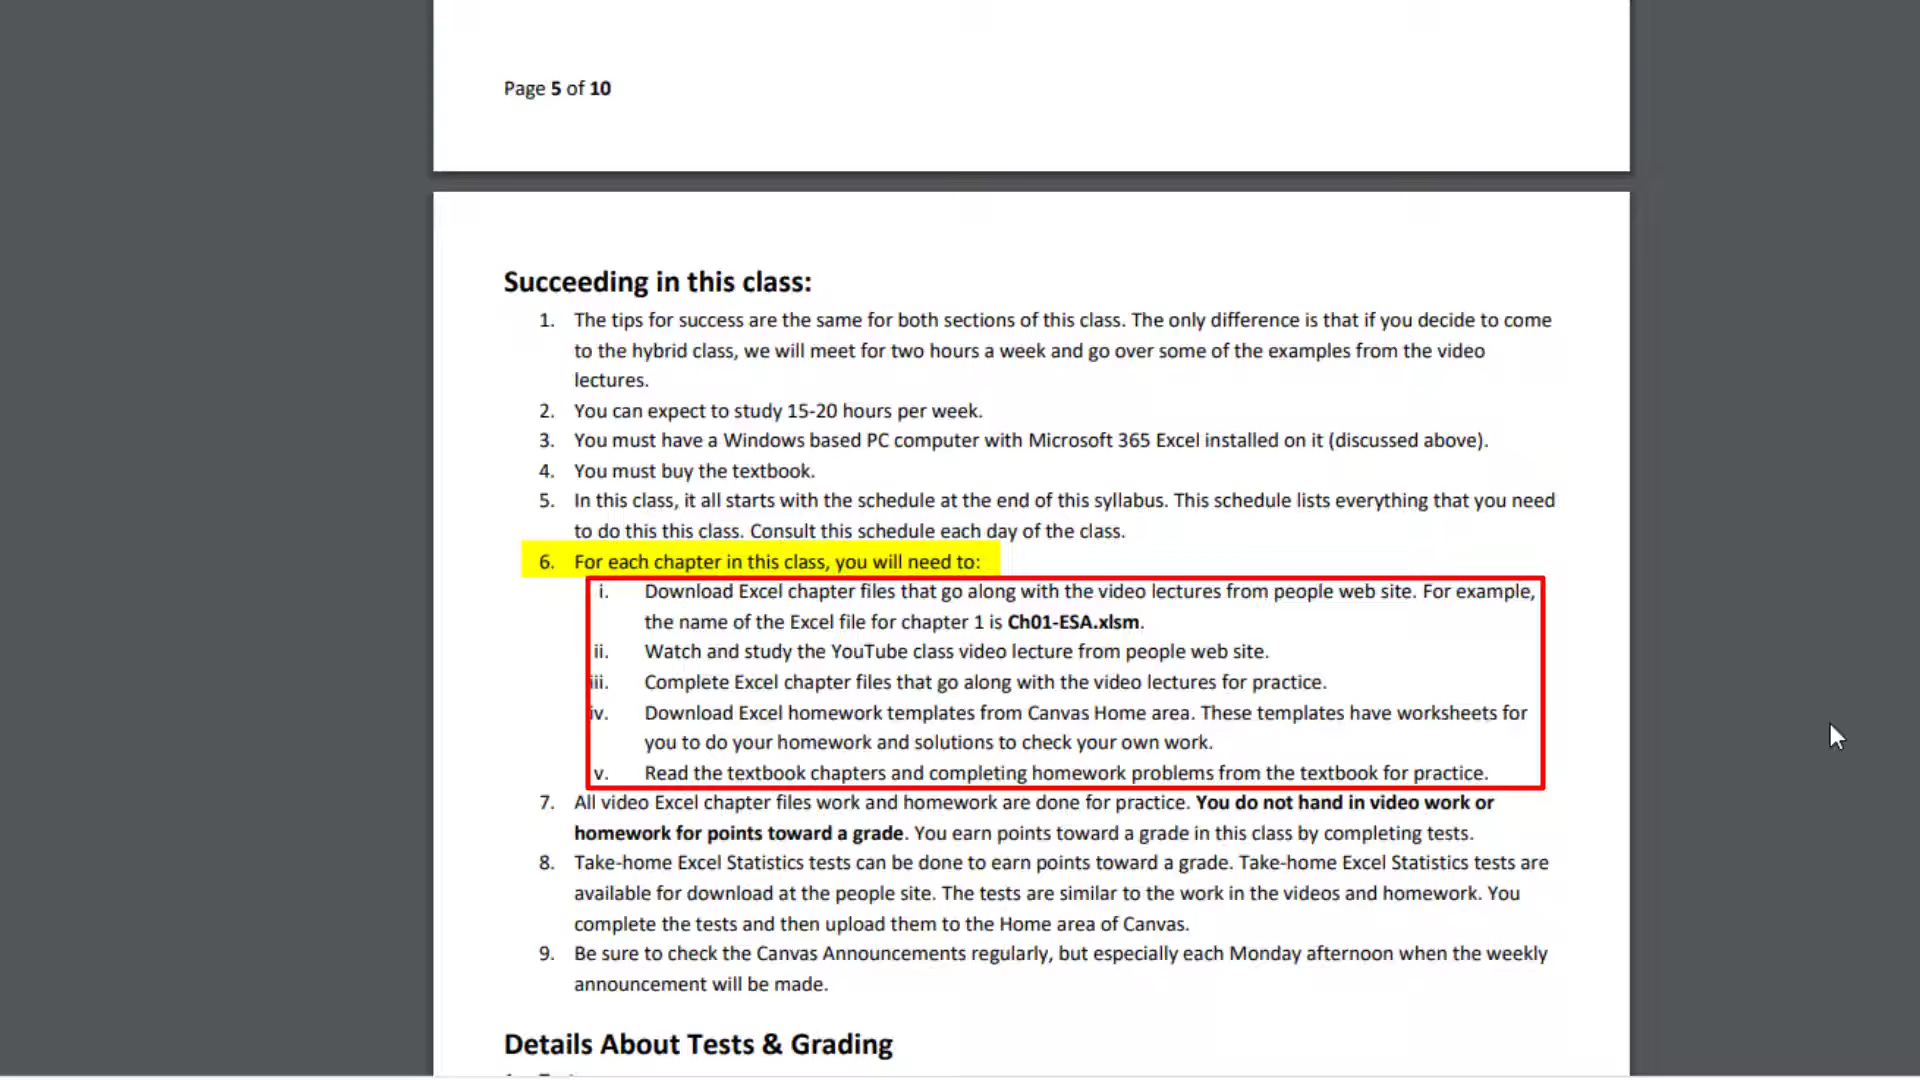 Page 5 of 10
Succeeding in this class:
1. The tips for success are the same for both sections of this class. The only difference is that if you decide to come
to the hybrid class, we will meet for two hours a week and go over some of the examples from the video
lectures.
2. You can expect to study 15-20 hours per week.
3. You must have a Windows based PC computer with Microsoft 365 Excel installed on it (discussed above).
4. You must buy the textbook.
5. In this class, it all starts with the schedule at the end of this syllabus. This schedule lists everything that you need
to do this this class. Consult this schedule each day of the class.
6. For each chapter in this class, you will need to:
i. Download Excel chapter files that go along with the video lectures from people web site. For example,
the name of the Excel file for chapter 1 is Ch01-ESA.xlsm.
ii. Watch and study the YouTube class video lecture from people web site.
iii. Complete Excel chapter files that go along with the video lectures for practice.
iv. Download Excel homework templates from Canvas Home area. These templates have worksheets for
you to do your homework and solutions to check your own work.
v. Read the textbook chapters and completing homework problems from the textbook for practice.
7. All video Excel chapter files work and homework are done for practice. You do not hand in video work or
homework for points toward a grade. You earn points toward a grade in this class by completing tests.
8. Take-home Excel Statistics tests can be done to earn points toward a grade. Take-home Excel Statistics tests are
available for download at the people site. The tests are similar to the work in the videos and homework. You
complete the tests and then upload them to the Home area of Canvas.
9. Be sure to check the Canvas Announcements regularly, but especially each Monday afternoon when the weekly
announcement will be made.
Details About Tests & Grading